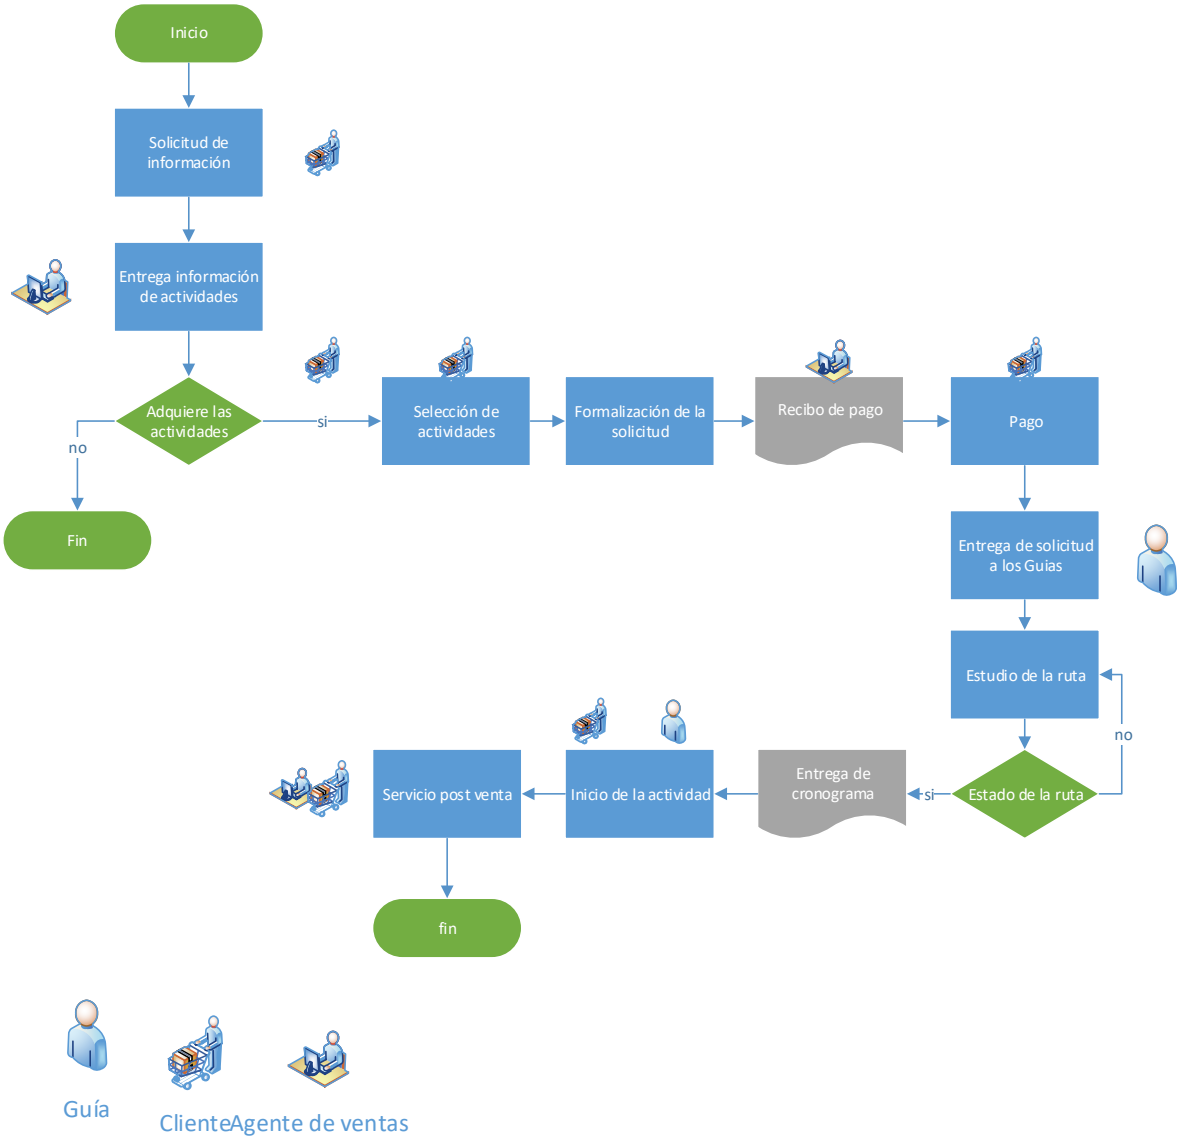 Inicio
Solicitud de
información
Entrega información
de actividades
Adquiere las
actividades
no
si
Fin
Selección de
actividades
Formalización de la
solicitud
Recibo de pago
Pago
Entrega de solicitud
a los Guias
Estudio de la ruta
no
Estado de la ruta
si
Entrega de
cronograma
Inicio de la actividad
Servicio post venta
fin
Guía
Cliente
Agente de ventas